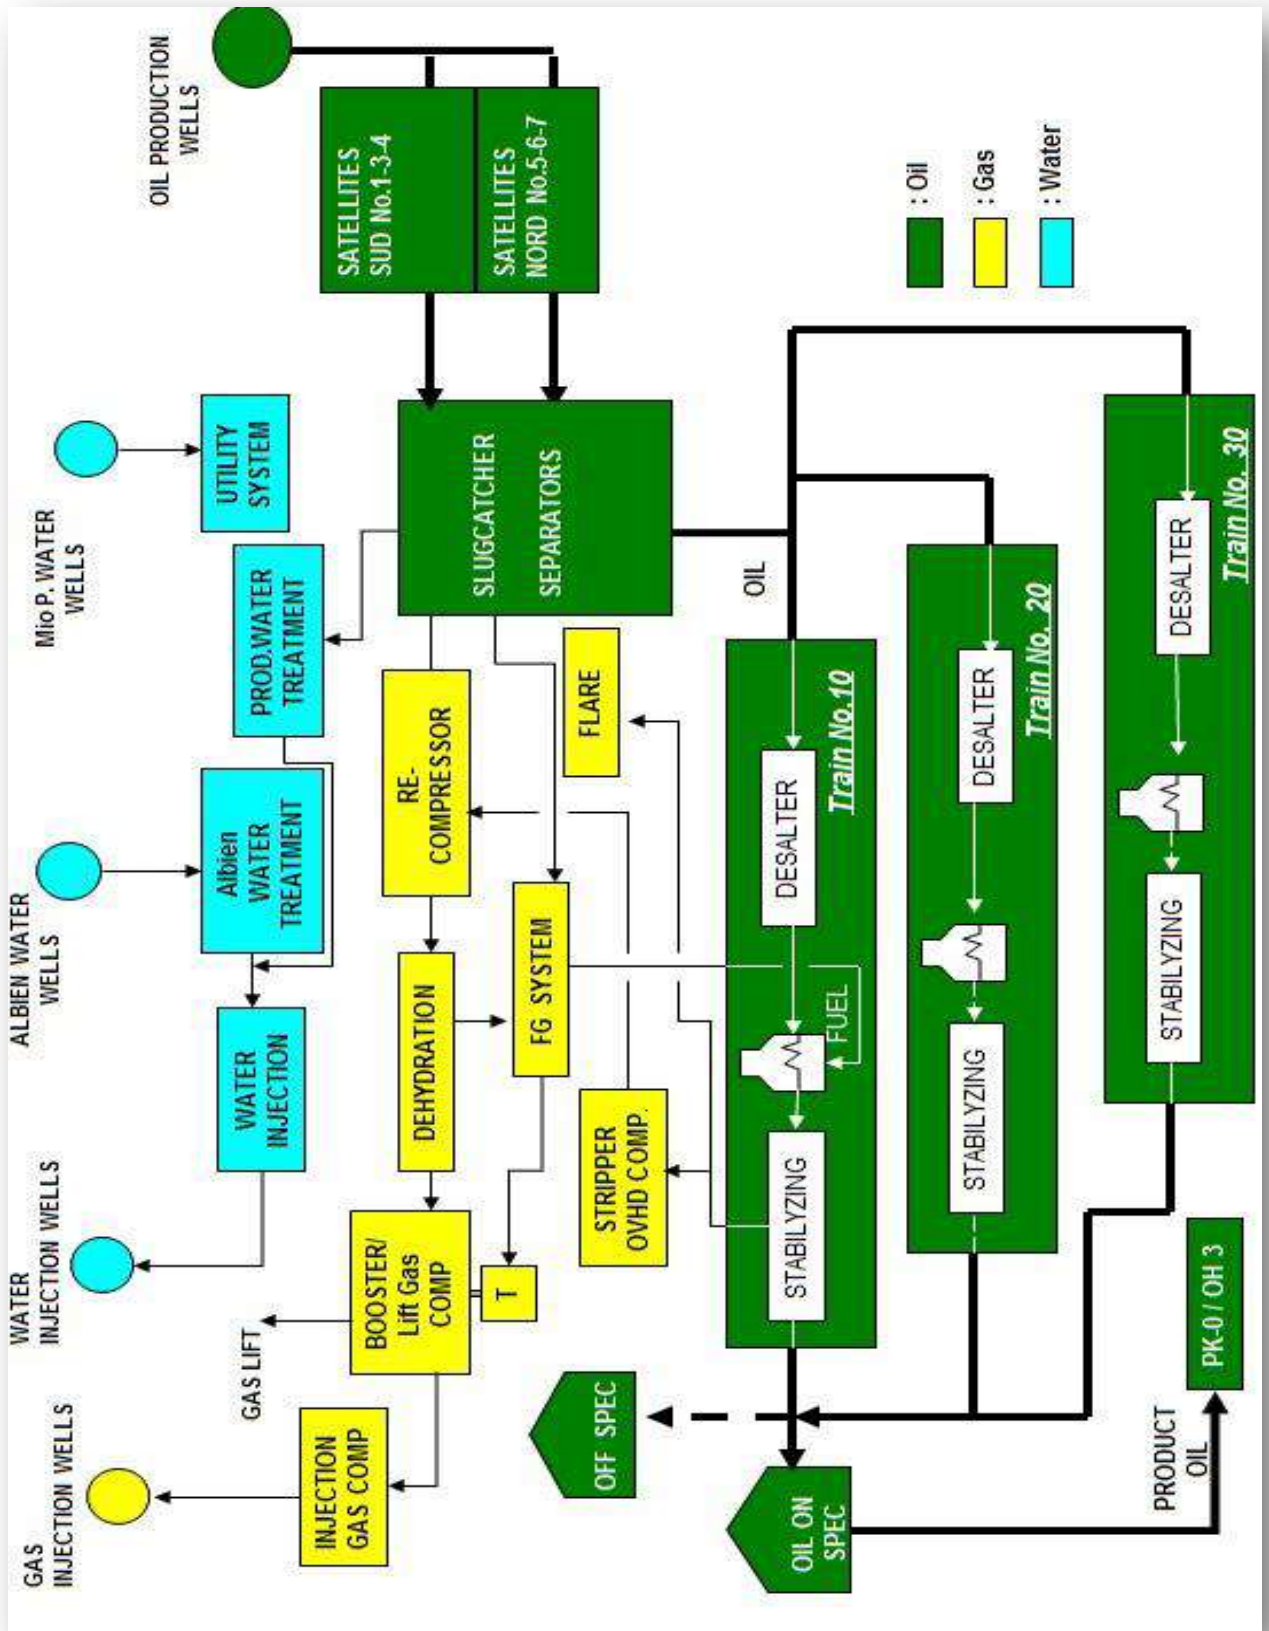 GAS
INJECTION WELLS
WATER
INJECTION WELLS
ALBIEN WATER
WELLS
Mio P. WATER
WELLS
OIL PRODUCTION
WELLS
INJECTION
GAS COMP
GAS LIFT
WATER
INJECTION
Albien
WATER
TREATMENT
PROD.WATER
TREATMENT
UTILITY
SYSTEM
BOOSTER/
Lift Gas
COMP
DEHYDRATION
RE-
COMPRESSOR
SLUGCATCHER
SEPARATORS
SATELLITES
SUD No.1-3-4
SATELLITES
NORD No.5-6-7
T
FG SYSTEM
FLARE
OFF SPEC
STRIPPER
OVHD COMP.
OIL
OIL ON
SPEC
STABILYZING
FUEL
DESALTER
Train No.10
STABILYZING
DESALTER
Train No. 20
STABILYZING
DESALTER
Train No. 30
PRODUCT
OIL
PK-0 / OH 3
: Oil
: Gas
: Water